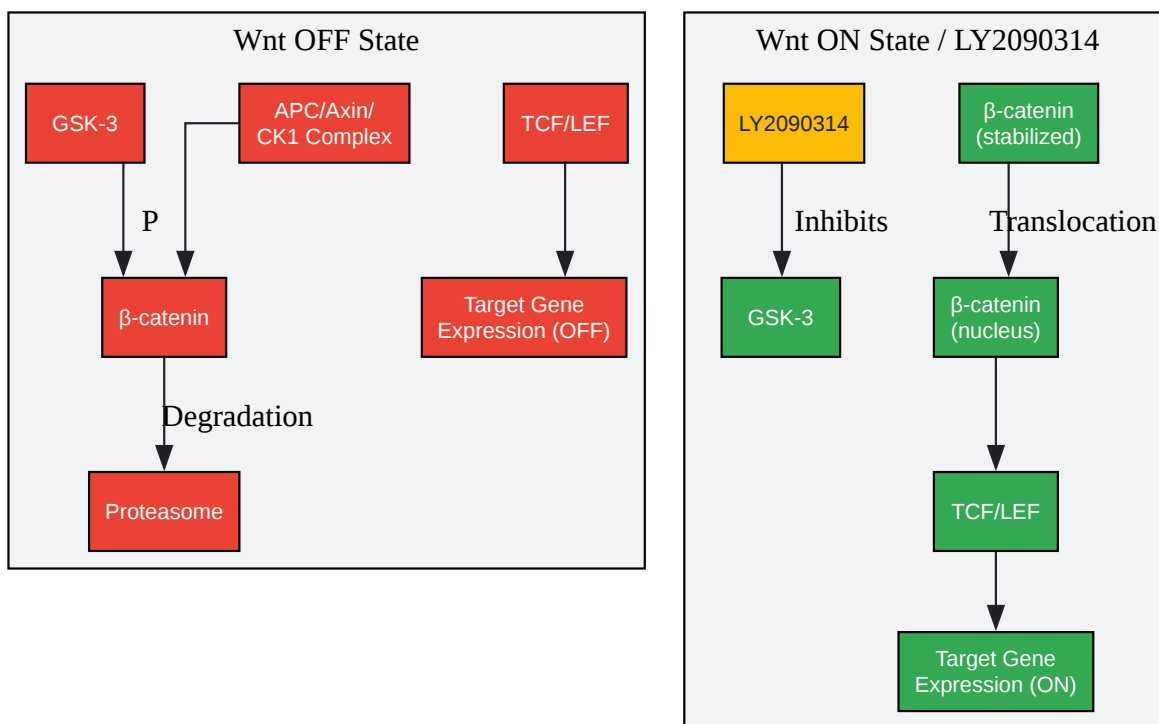 Wnt OFF State
GSK-3
APC/Axin/
CK1 Complex
TCF/LEF
P
β-catenin
Target Gene
Expression (OFF)
Degradation
Proteasome
Wnt ON State / LY2090314
LY2090314
β-catenin
(stabilized)
Inhibits
Translocation
GSK-3
β-catenin
(nucleus)
TCF/LEF
Target Gene
Expression (ON)